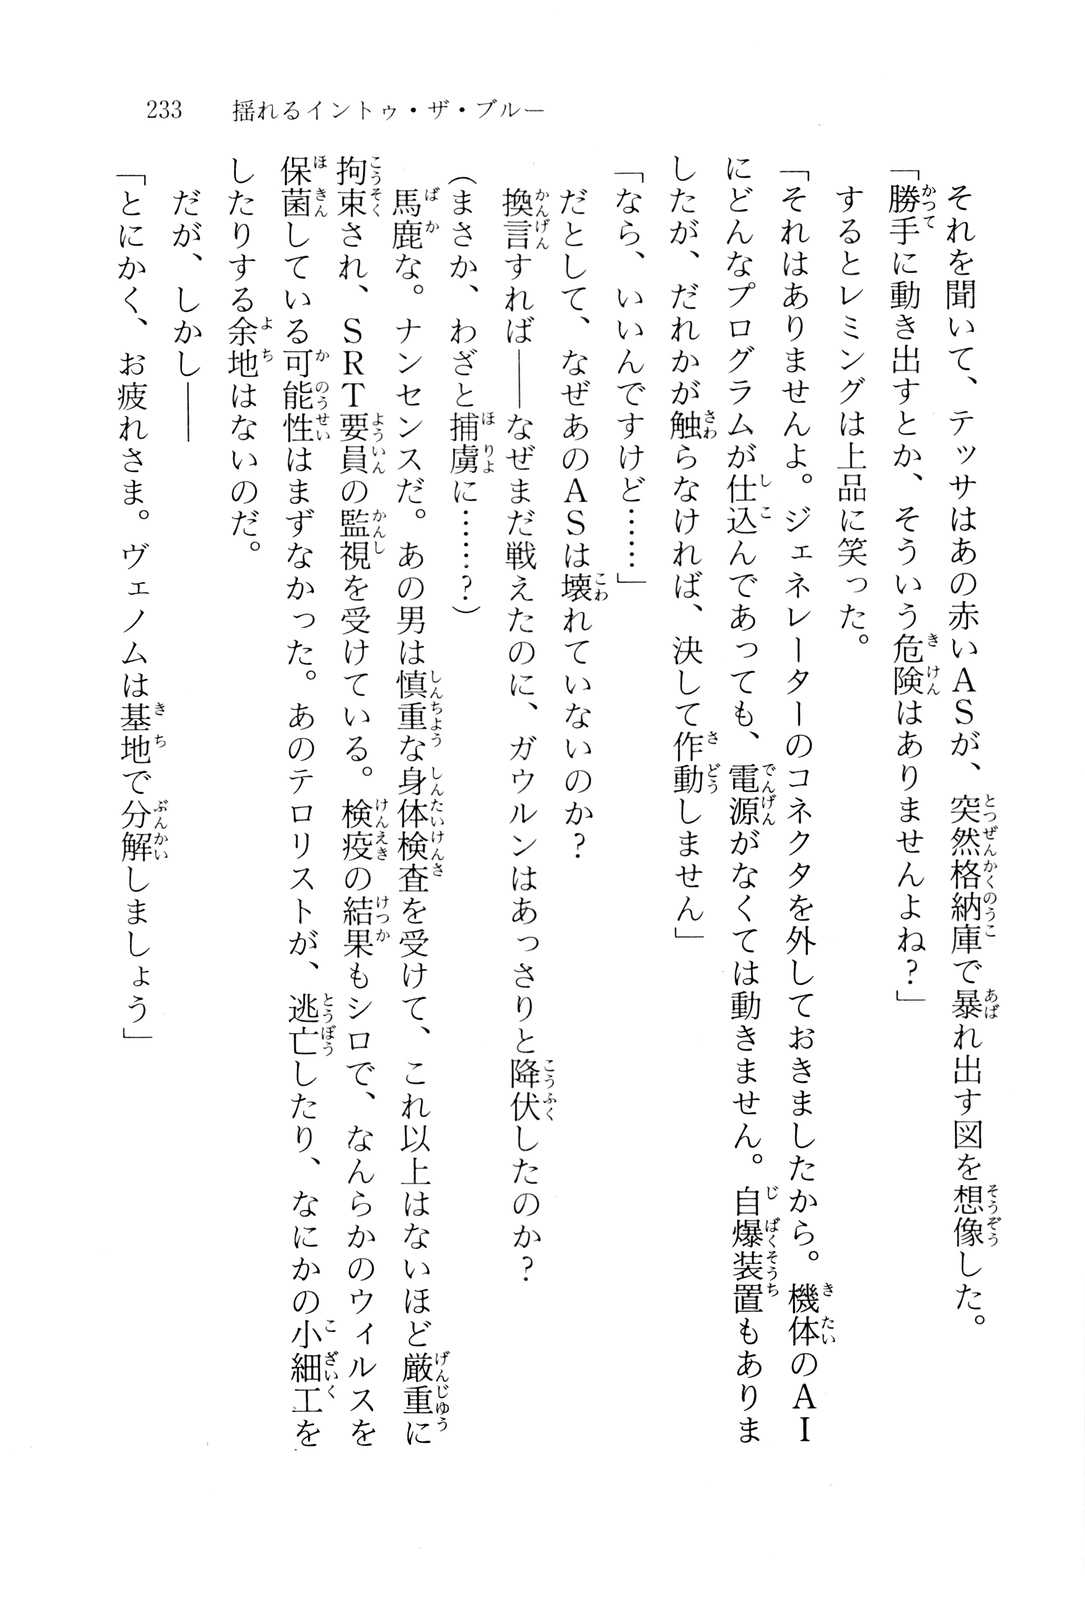 233　揺れるイントゥ・ザ・ブルー
それを聞いて、テッサはあの赤いＡＳが、突然格納庫で暴れ出す図を想像した。
「勝手に動き出すとか、そういう危険はありませんよね？」
するとレミングは上品に笑った。
「それはありませんよ。ジェネレーターのコネクタを外しておきましたから。機体のＡＩ
にどんなプログラムが仕込んであっても、電源がなくては動きません。自爆装置もありま
したが、だれかが触らなければ、決して作動しません」
「なら、いいんですけど……」
だとして、なぜあのＡＳは壊れていないのか？
換言すれば――なぜまだ戦えたのに、ガウルンはあっさりと降伏したのか？
（まさか、わざと捕虜に……？）
馬鹿な。ナンセンスだ。あの男は慎重な身体検査を受けて、これ以上はないほど厳重に
拘束され、ＳＲＴ要員の監視を受けている。検疫の結果もシロで、なんらかのウィルスを
保菌している可能性はまずなかった。あのテロリストが、逃亡したり、なにかの小細工を
したりする余地はないのだ。
だが、しかし――
「とにかく、お疲れさま。ヴェノムは基地で分解しましょう」